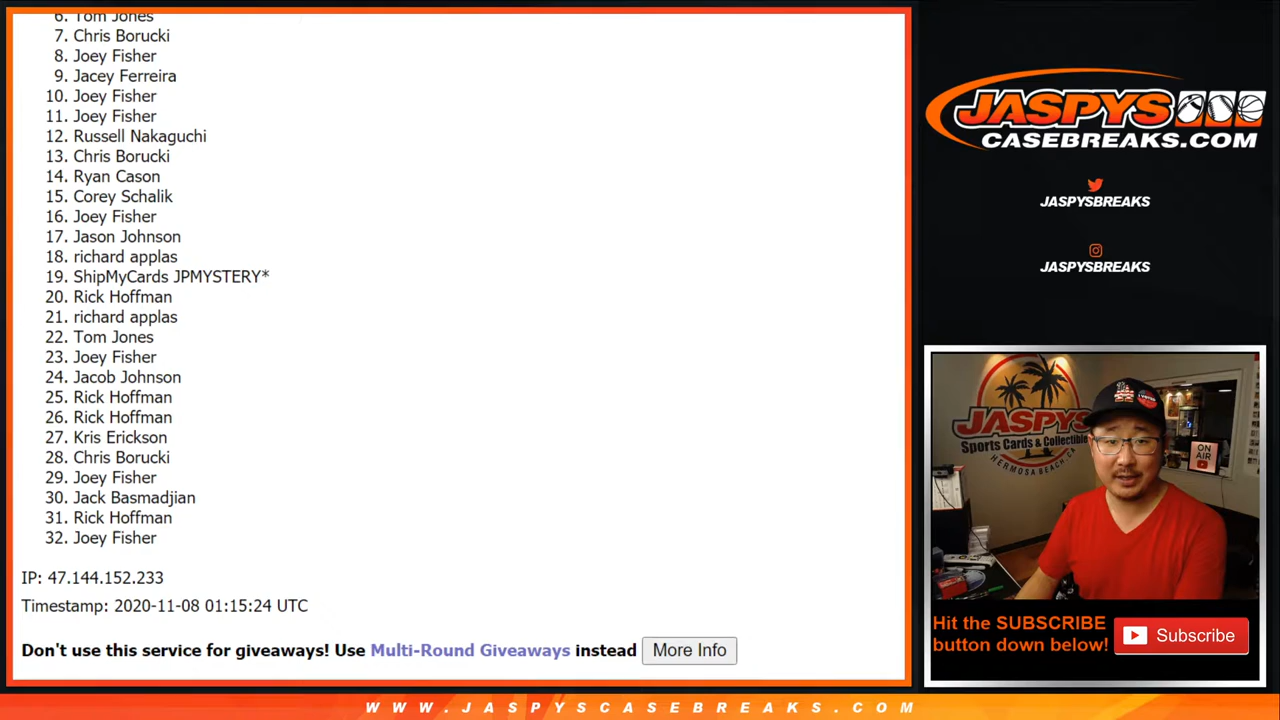 6. Tom Jones
7. Chris Borucki
8. Joey Fisher
9. Jacey Ferreira
10. Joey Fisher
11. Joey Fisher
12. Russell Nakaguchi
13. Chris Borucki
14. Ryan Cason
15. Corey Schalik
16. Joey Fisher
17. Jason Johnson
18. richard applas
19. ShipMyCards JPMYSTERY*
20. Rick Hoffman
21. richard applas
22. Tom Jones
23. Joey Fisher
24. Jacob Johnson
25. Rick Hoffman
26. Rick Hoffman
27. Kris Erickson
28. Chris Borucki
29. Joey Fisher
30. Jack Basmadjian
31. Rick Hoffman
32. Joey Fisher
IP: 47.144.152.233
Timestamp: 2020-11-08 01:15:24 UTC
Don't use this service for giveaways! Use Multi-Round Giveaways instead More Info
JASPYS
CASEBREAKS.COM
JASPYSBREAKS
JASPYSBREAKS
JASPYS
Sports Cards & Collectible
HERMOSA BEACH, CA
ON
AIR
Hit the SUBSCRIBE
button down below!
Subscribe
WWW.JASPYSCASEBREAKS.COM